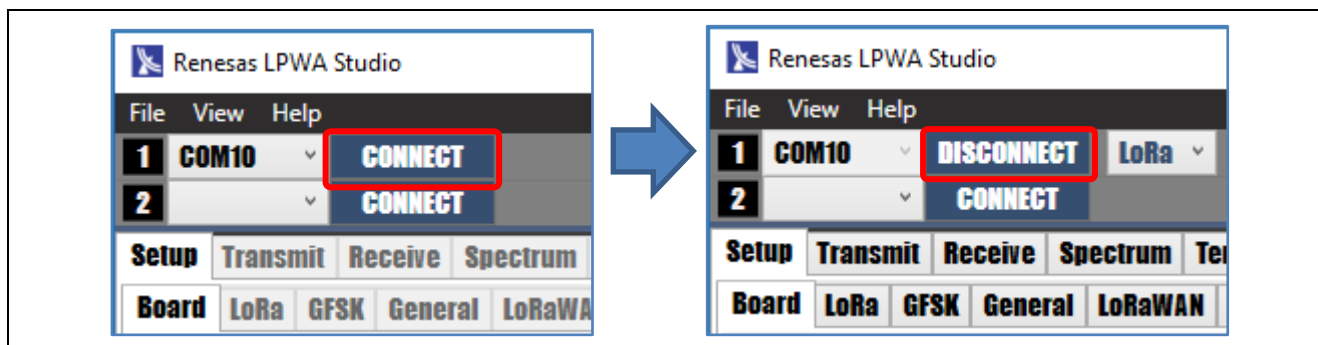 Renesas LPWA Studio
File View Help
1 COM10 CONNECT
2 CONNECT
Setup Transmit Receive Spectrum
Board LoRa GFSK General
Renesas LPWA Studio
File View Help
1 COM10 DISCONNECT LoRa
2 CONNECT
Setup Transmit Receive Spectrum
Board LoRa GFSK General LoRaWAN